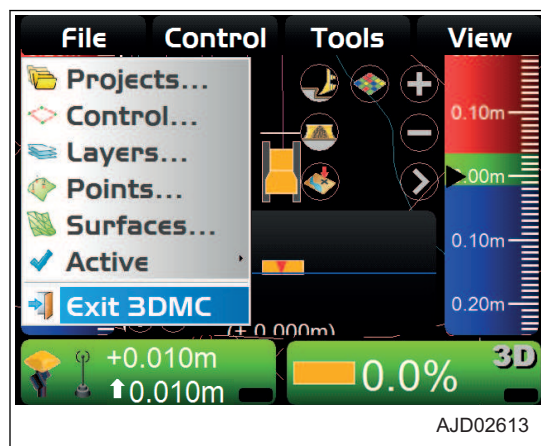 File Control Tools View
Projects...
Control...
Layers...
Points...
Surfaces...
Active
Exit 3DMC
0.10m
.00m
0.10m
0.20m
(± 0.000m)
+0.010m
0.010m
0.0%
3D
AJD02613